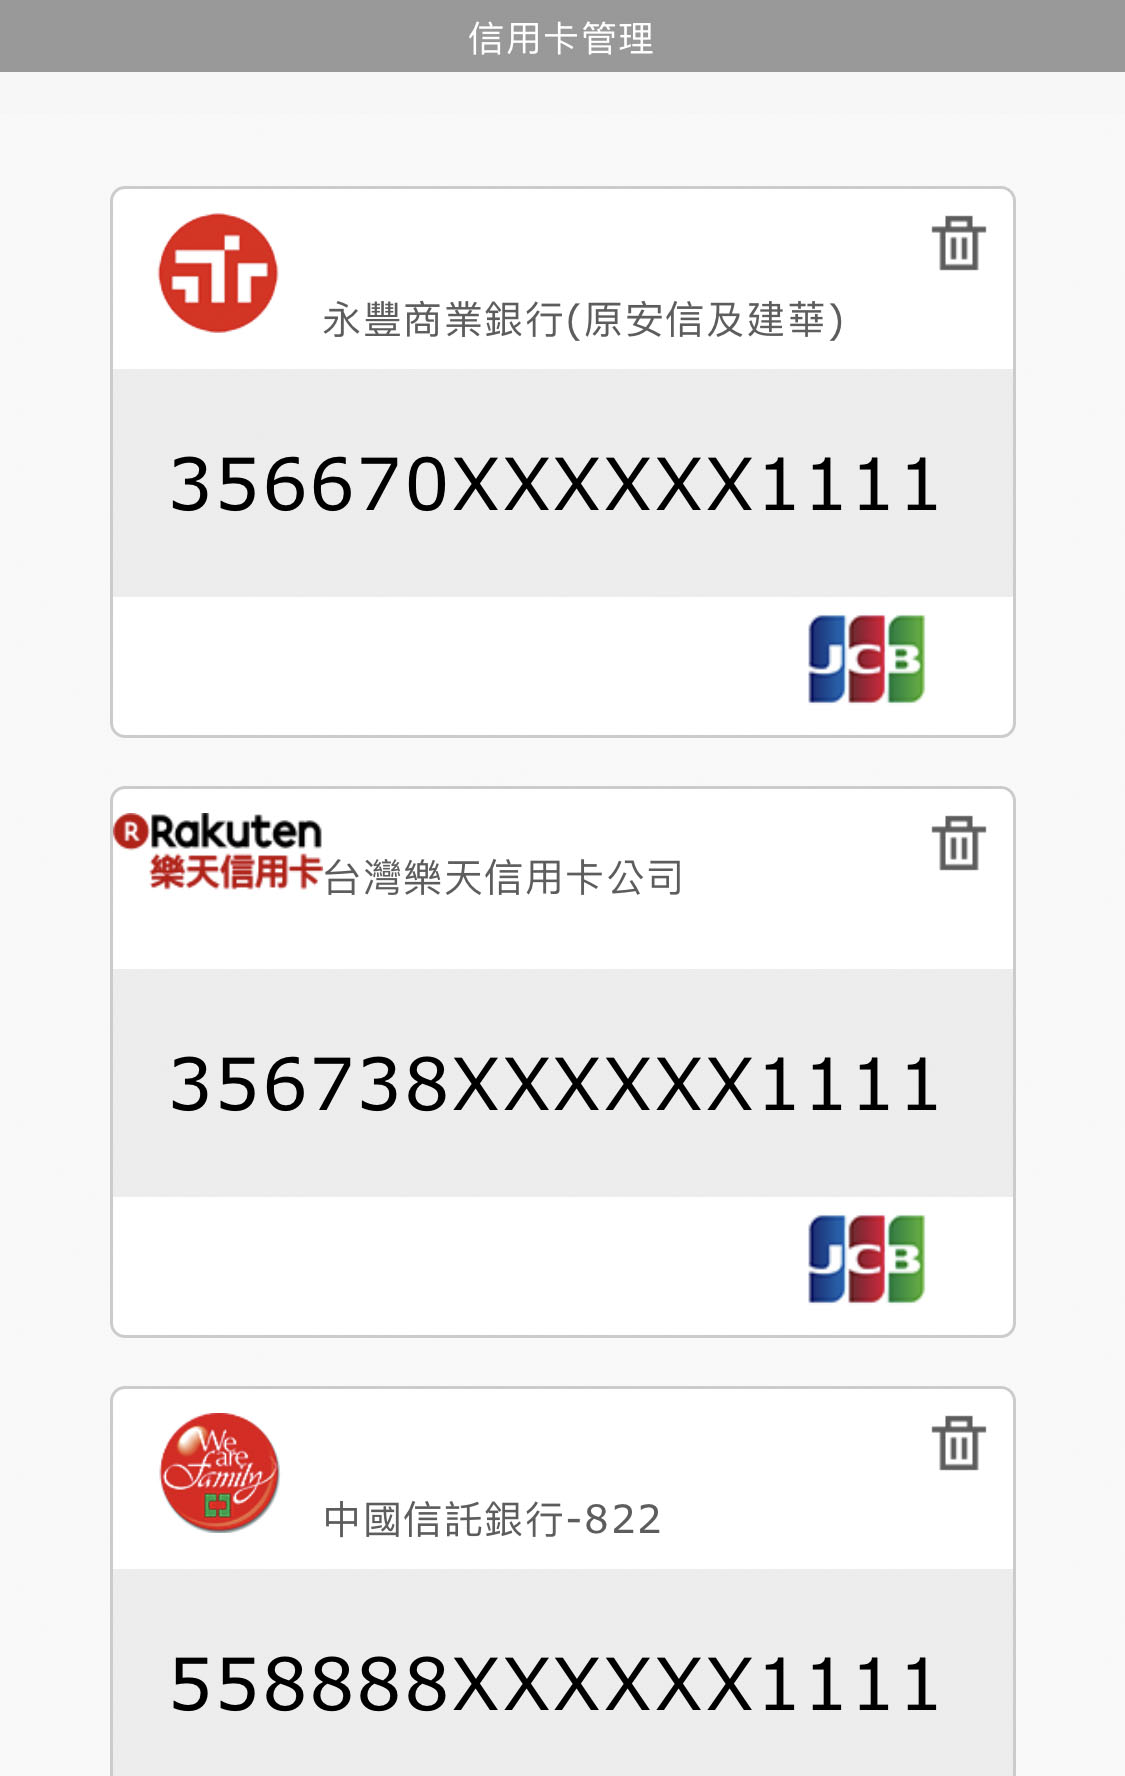 信用卡管理
永豐商業銀行(原安信及建華)
356670XXXXXX1111
JCB
Rakuten
樂天信用卡
台灣樂天信用卡公司
356738XXXXXX1111
JCB
We
are
Family
中國信託銀行-822
558888XXXXXX1111